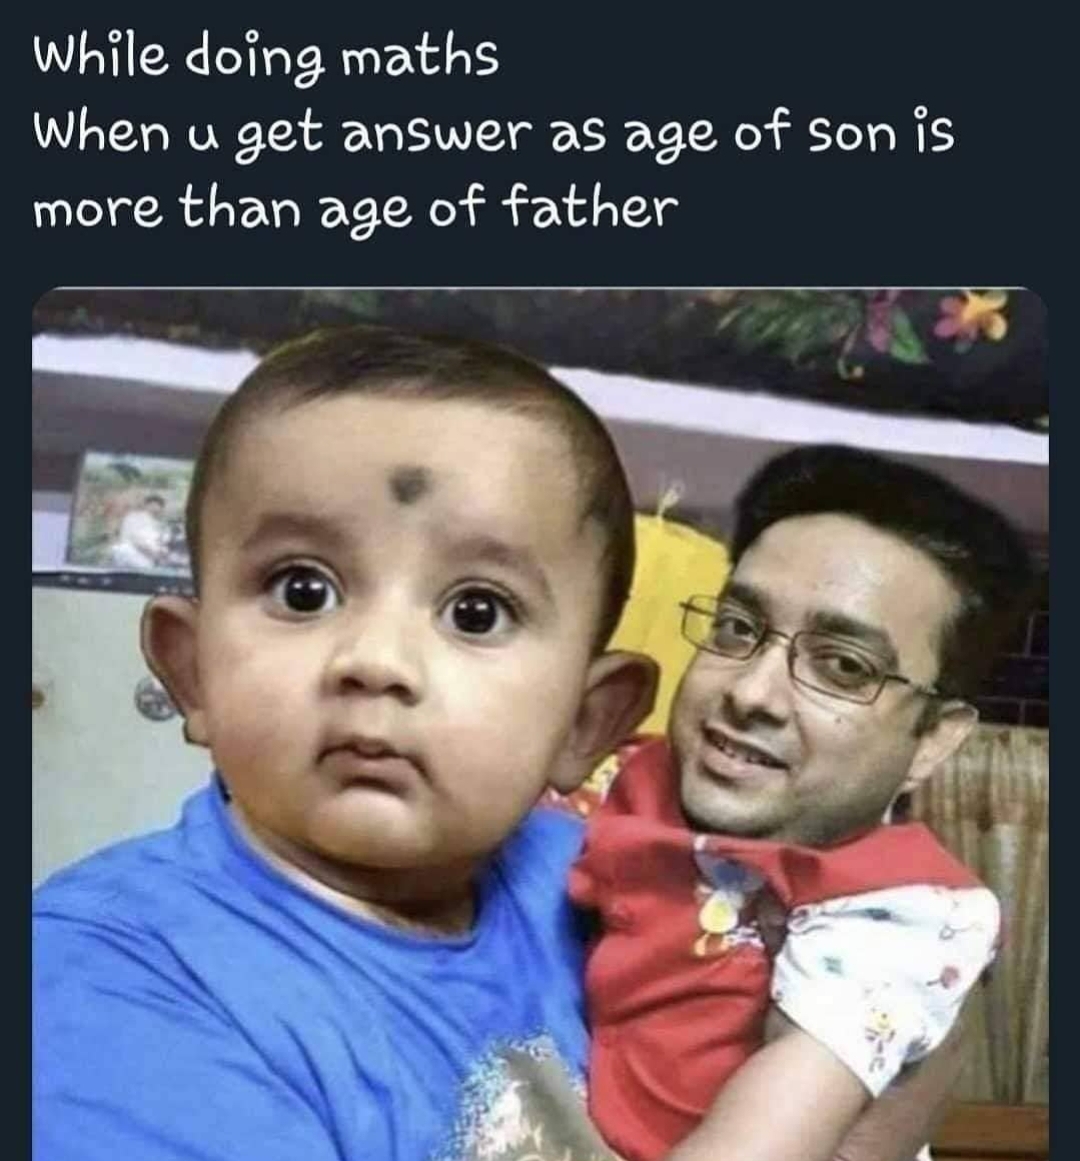 While doing maths
When u get answer as age of son is
more than age of father